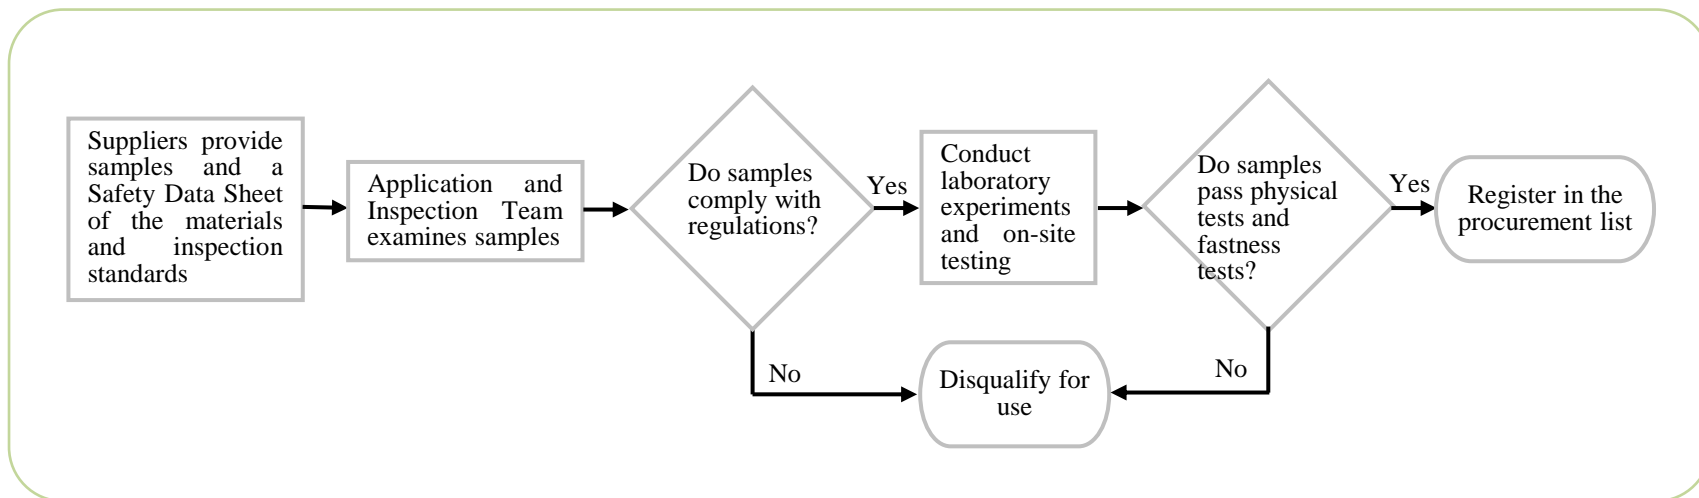 Suppliers provide
samples and a
Safety Data Sheet
of the materials
and inspection
standards
Application and
Inspection Team
examines samples
Do samples
comply with
regulations?
Yes
Conduct
laboratory
experiments
and on-site
testing
Do samples
pass physical
tests and
fastness
tests?
Yes
Register in the
procurement list
No
Disqualify for
use
No